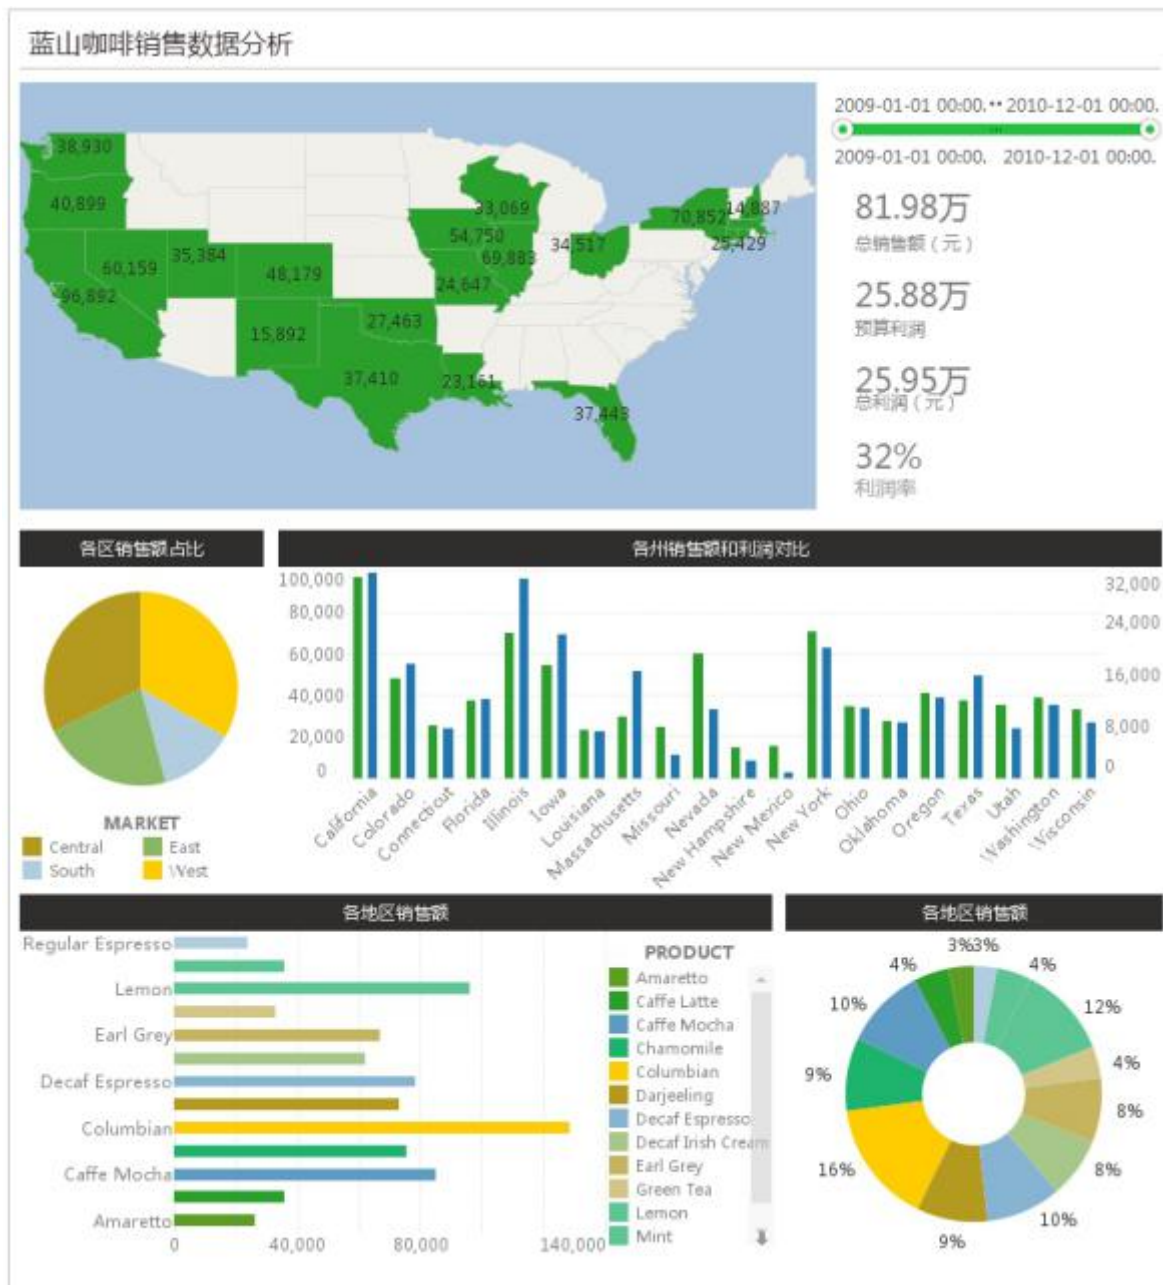 蓝山咖啡销售数据分析
2009-01-01 00:00. •• 2010-12-01 00:00.
2009-01-01 00:00. 2010-12-01 00:00.
81.98万
总销售额（元）
25.88万
预算利润
25.95万
总利润（元）
32%
利润率
38,930
40,899
33,069
70,852
14,887
54,750
34,517
25,429
35,384
60,159
69,883
48,179
24,647
96,892
27,463
15,892
37,410
23,161
37,443
各区销售额占比
MARKET
Central
East
South
West
各州销售额和利润对比
100,000
80,000
60,000
40,000
20,000
0
32,000
24,000
16,000
8,000
0
California
Colorado
Connecticut
Florida
Illinois
Iowa
Louisiana
Massachusetts
Missouri
Nevada
New Hampshire
New Mexico
New York
Ohio
Oklahoma
Oregon
Texas
Utah
Washington
Wisconsin
各地区销售额
Regular Espresso
Lemon
Earl Grey
Decaf Espresso
Columbian
Caffe Mocha
Amaretto
0 40,000 80,000 140,000
PRODUCT
Amaretto
Caffe Latte
Caffe Mocha
Chamomile
Columbian
Darjeeling
Decaf Espresso
Decaf Irish Cream
Earl Grey
Green Tea
Lemon
Mint
各地区销售额
3%
3%
4%
12%
4%
8%
8%
10%
9%
16%
9%
10%
4%